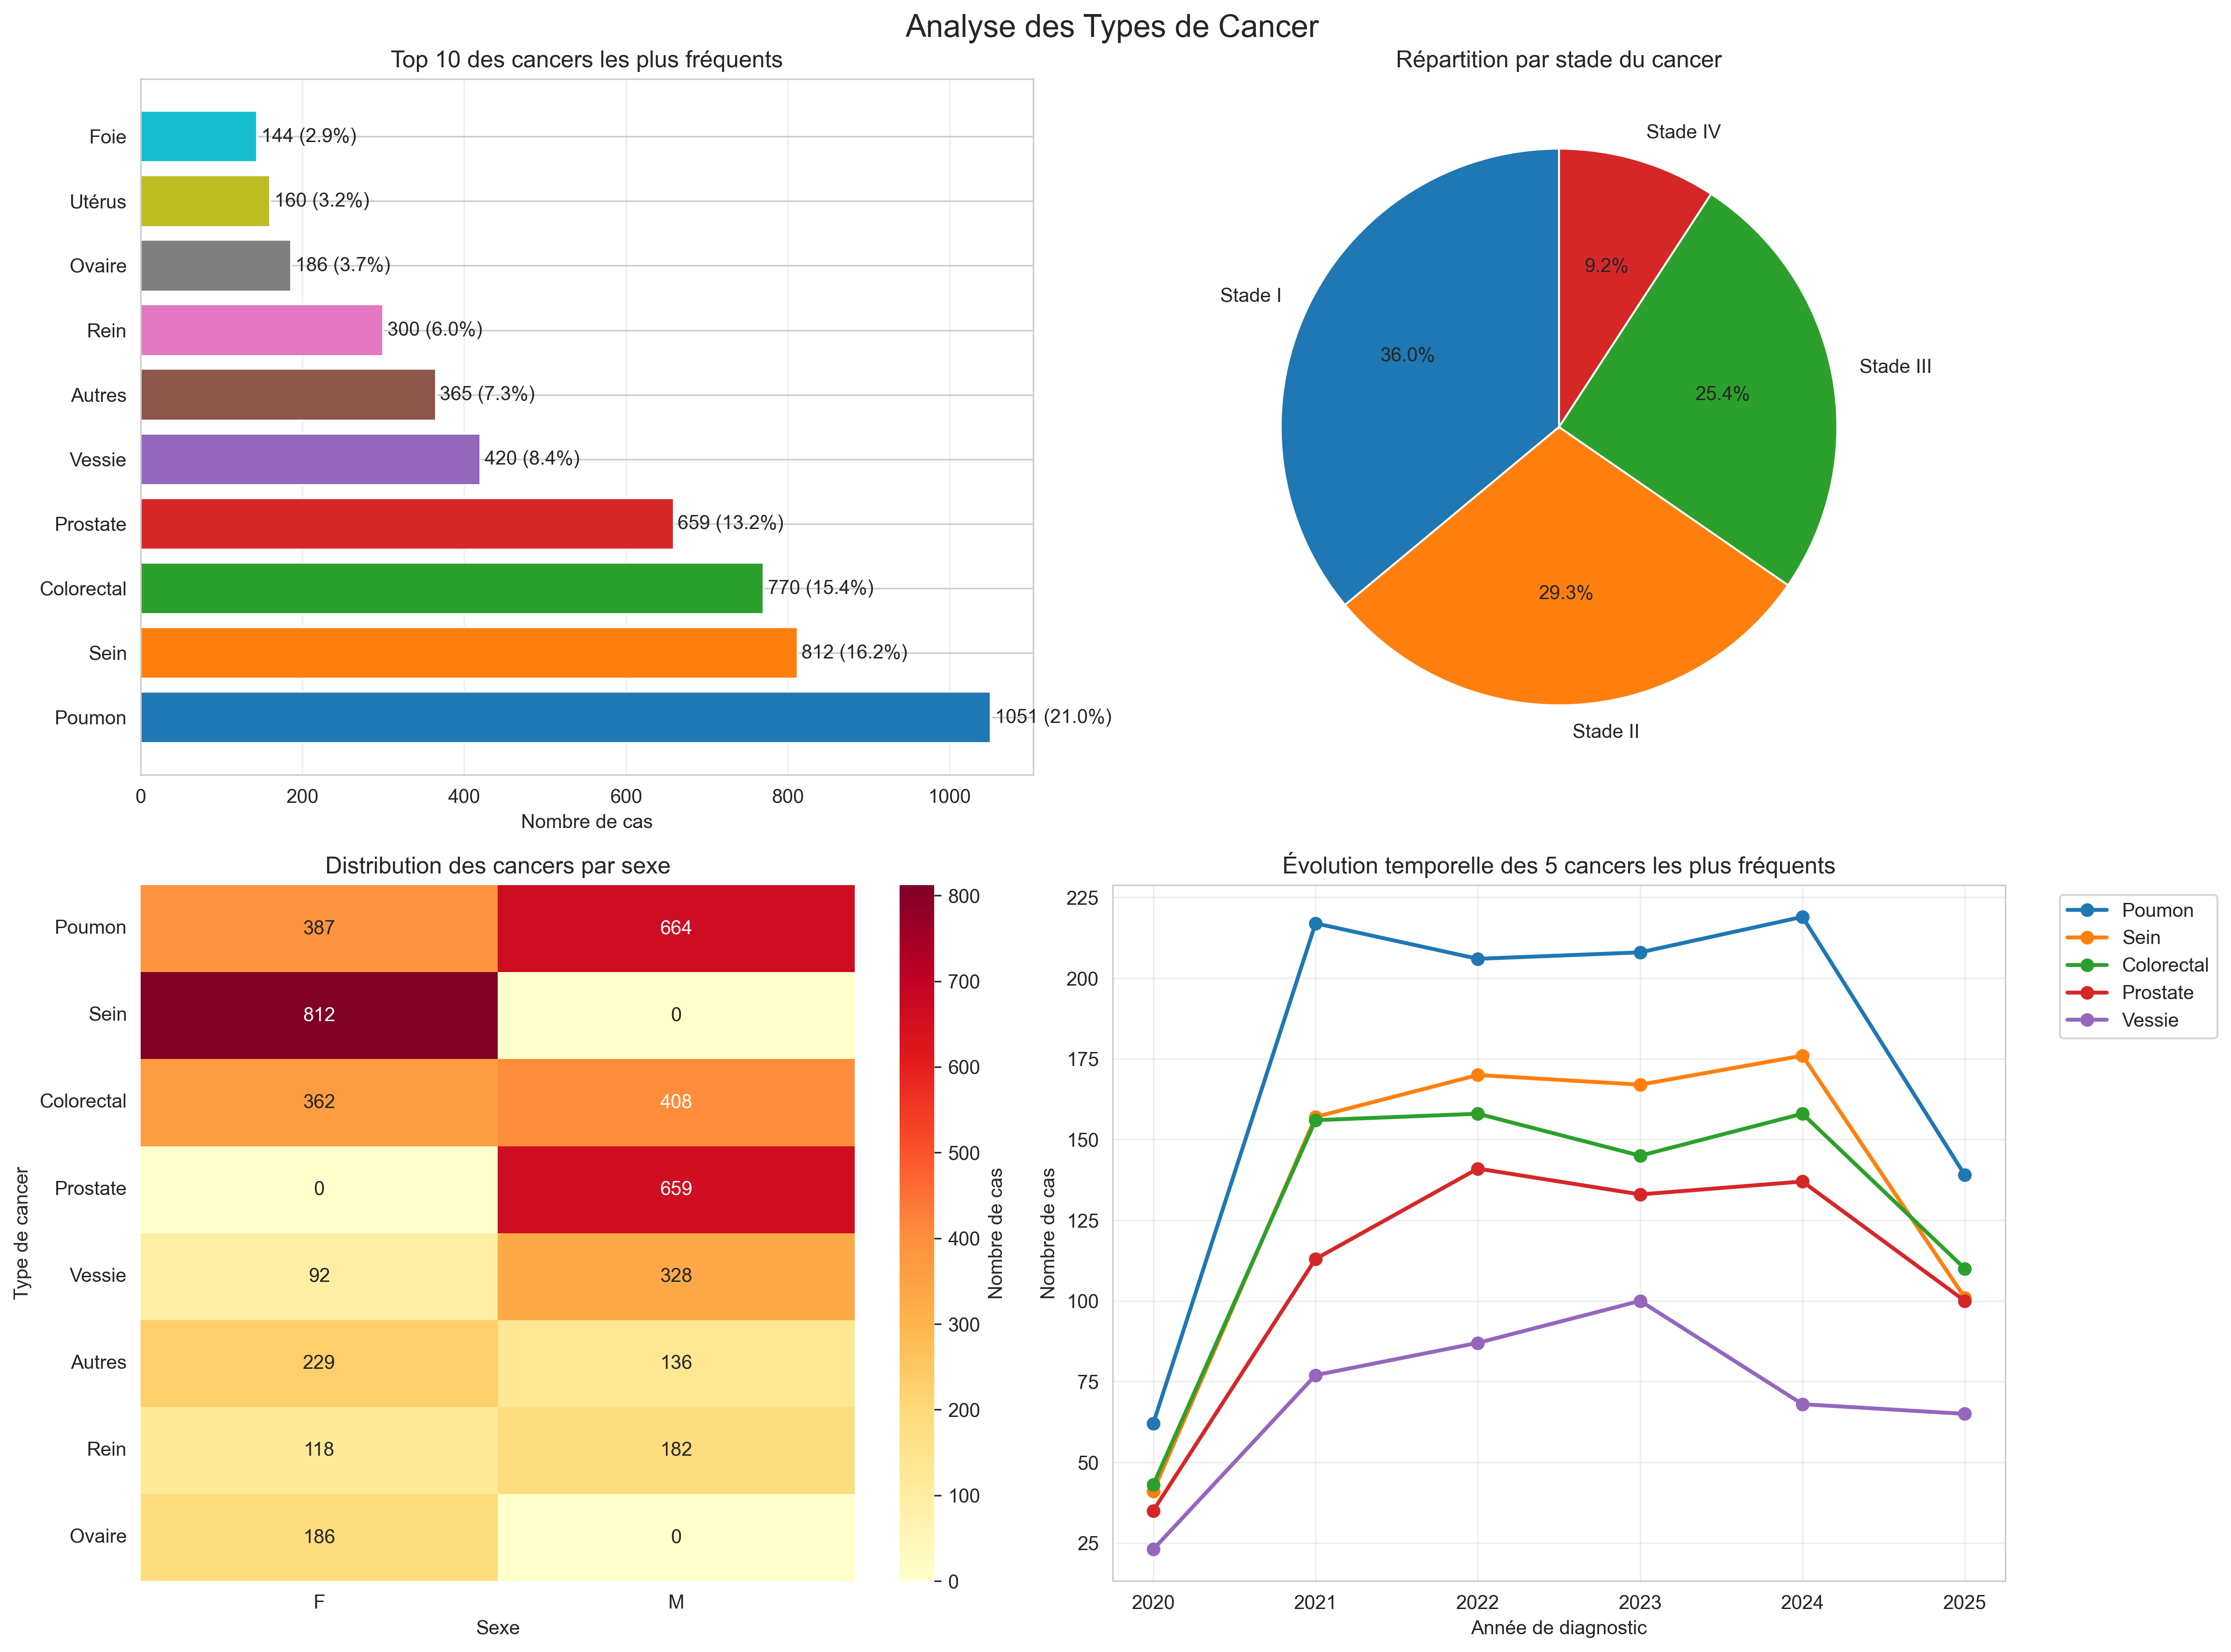 Analyse des Types de Cancer
Top 10 des cancers les plus fréquents
Foie
144 (2.9%)
Utérus
160 (3.2%)
Ovaire
186 (3.7%)
Rein
300 (6.0%)
Autres
365 (7.3%)
Vessie
420 (8.4%)
Prostate
659 (13.2%)
Colorectal
770 (15.4%)
Sein
812 (16.2%)
Poumon
1051 (21.0%)
0 200 400 600 800 1000
Nombre de cas
Répartition par stade du cancer
Stade IV
9.2%
Stade I
36.0%
Stade III
25.4%
29.3%
Stade II
Distribution des cancers par sexe
Type de cancer
Poumon 387 664
Sein 812 0
Colorectal 362 408
Prostate 0 659
Vessie 92 328
Autres 229 136
Rein 118 182
Ovaire 186 0
F M
Sexe
800
700
600
500
400
300
200
100
0
Nombre de cas
Évolution temporelle des 5 cancers les plus fréquents
Nombre de cas
225
200
175
150
125
100
75
50
25
2020 2021 2022 2023 2024 2025
Année de diagnostic
Poumon
Sein
Colorectal
Prostate
Vessie